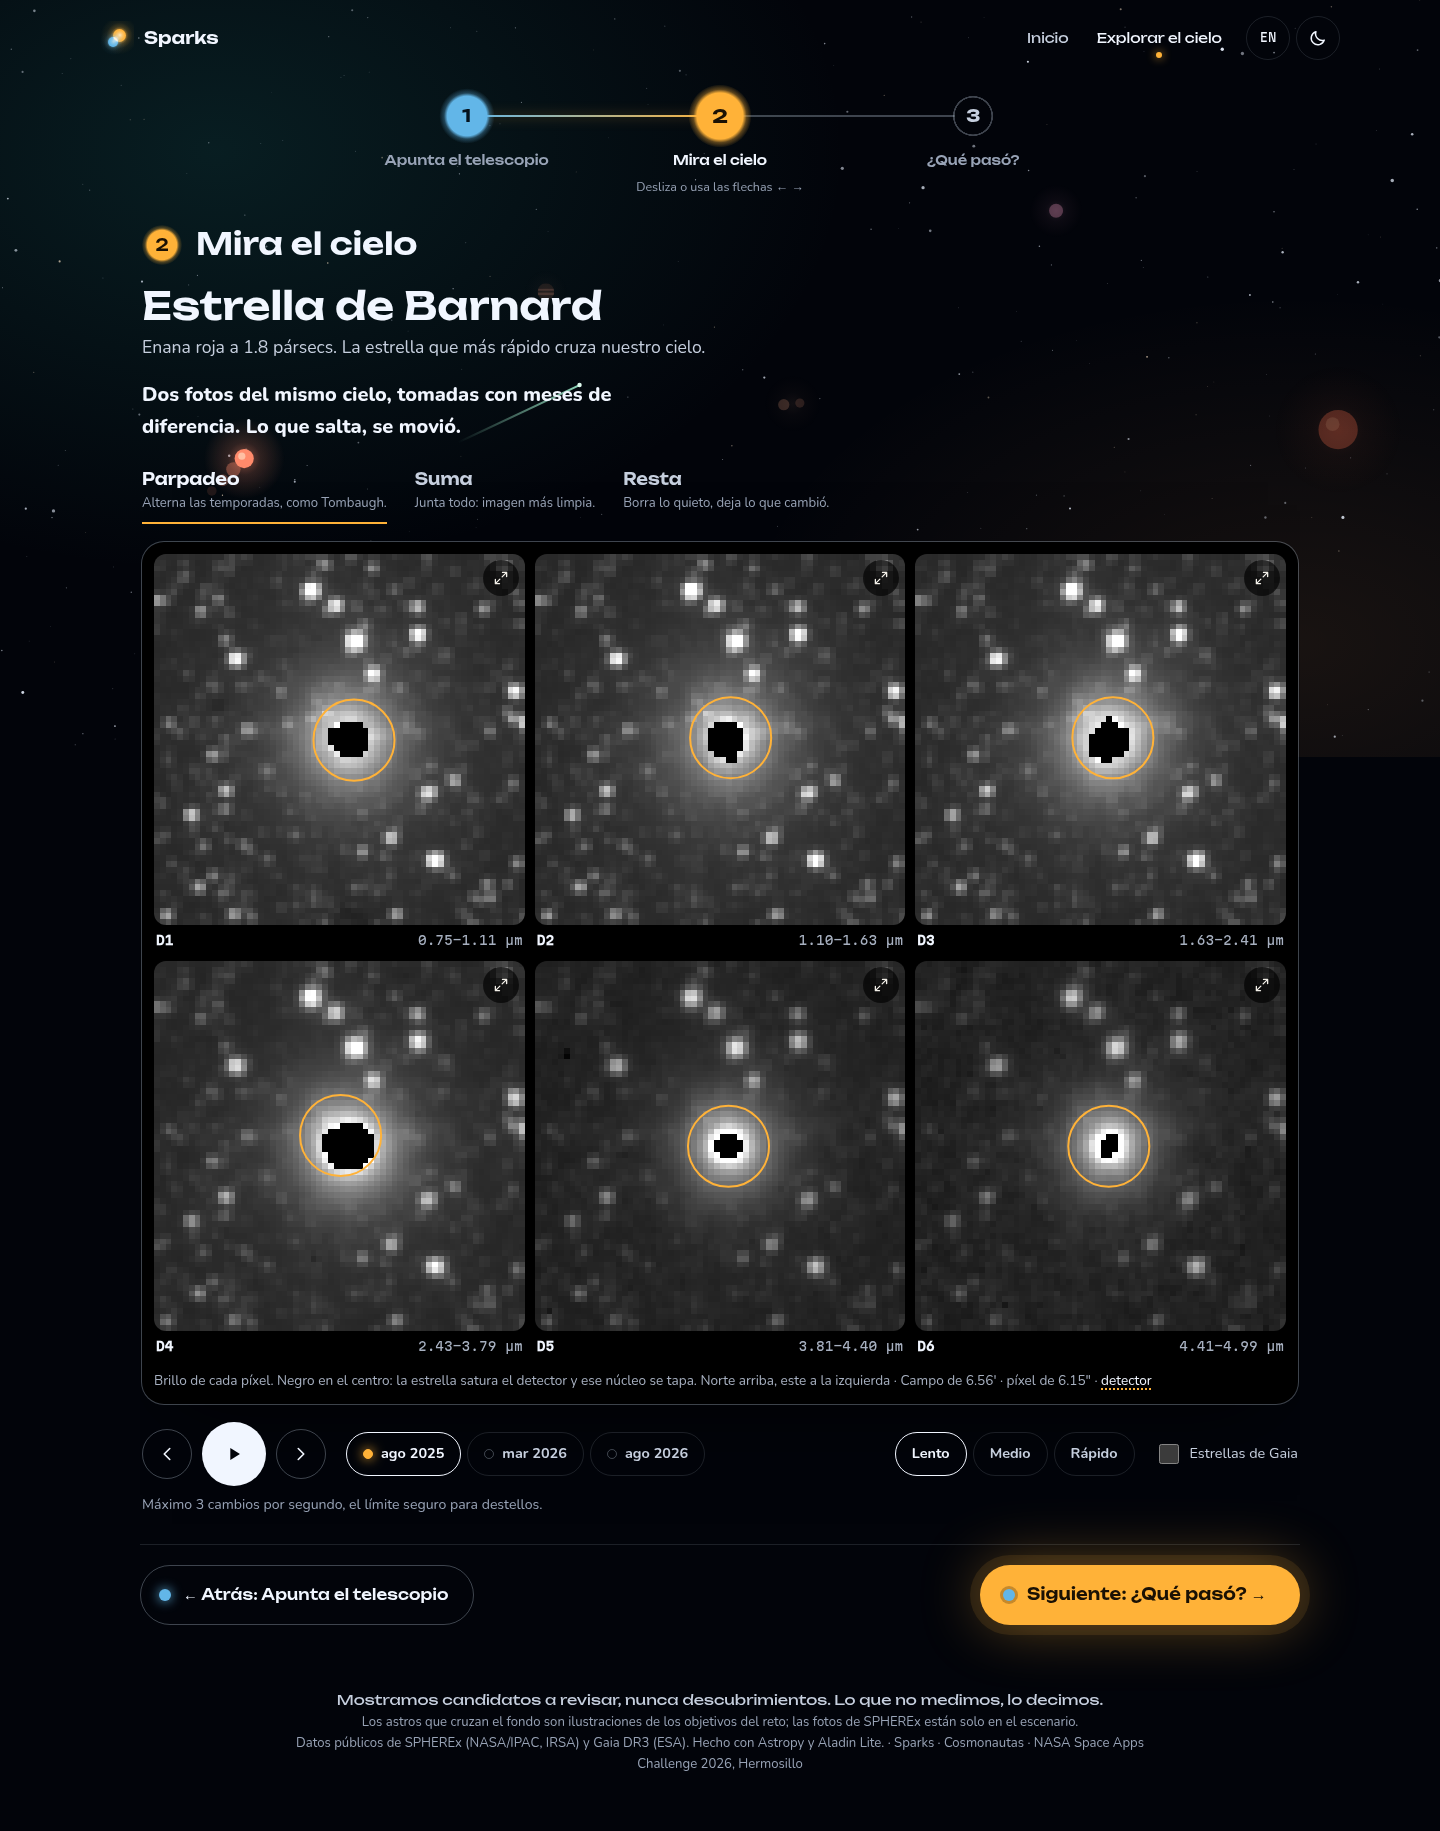 Sparks
Inicio
Explorar el cielo
EN
1
2
3
Apunta el telescopio
Mira el cielo
¿Qué pasó?
Desliza o usa las flechas ← →
2 Mira el cielo
Estrella de Barnard
Enana roja a 1.8 pársecs. La estrella que más rápido cruza nuestro cielo.
Dos fotos del mismo cielo, tomadas con meses de
diferencia. Lo que salta, se movió.
Parpadeo
Suma
Resta
Alterna las temporadas, como Tombaugh.
Junta todo: imagen más limpia.
Borra lo quieto, deja lo que cambió.
D1 0.75–1.11 µm
D2 1.10–1.63 µm
D3 1.63–2.41 µm
D4 2.43–3.79 µm
D5 3.81–4.40 µm
D6 4.41–4.99 µm
Brillo de cada píxel. Negro en el centro: la estrella satura el detector y ese núcleo se tapa. Norte arriba, este a la izquierda · Campo de 6.56' · píxel de 6.15" · detector
ago 2025
mar 2026
ago 2026
Lento
Medio
Rápido
Estrellas de Gaia
Máximo 3 cambios por segundo, el límite seguro para destellos.
← Atrás: Apunta el telescopio
Siguiente: ¿Qué pasó? →
Mostramos candidatos a revisar, nunca descubrimientos. Lo que no medimos, lo decimos.
Los astros que cruzan el fondo son ilustraciones de los objetivos del reto; las fotos de SPHEREx están solo en el escenario.
Datos públicos de SPHEREx (NASA/IPAC, IRSA) y Gaia DR3 (ESA). Hecho con Astropy y Aladin Lite. · Sparks · Cosmonautas · NASA Space Apps
Challenge 2026, Hermosillo